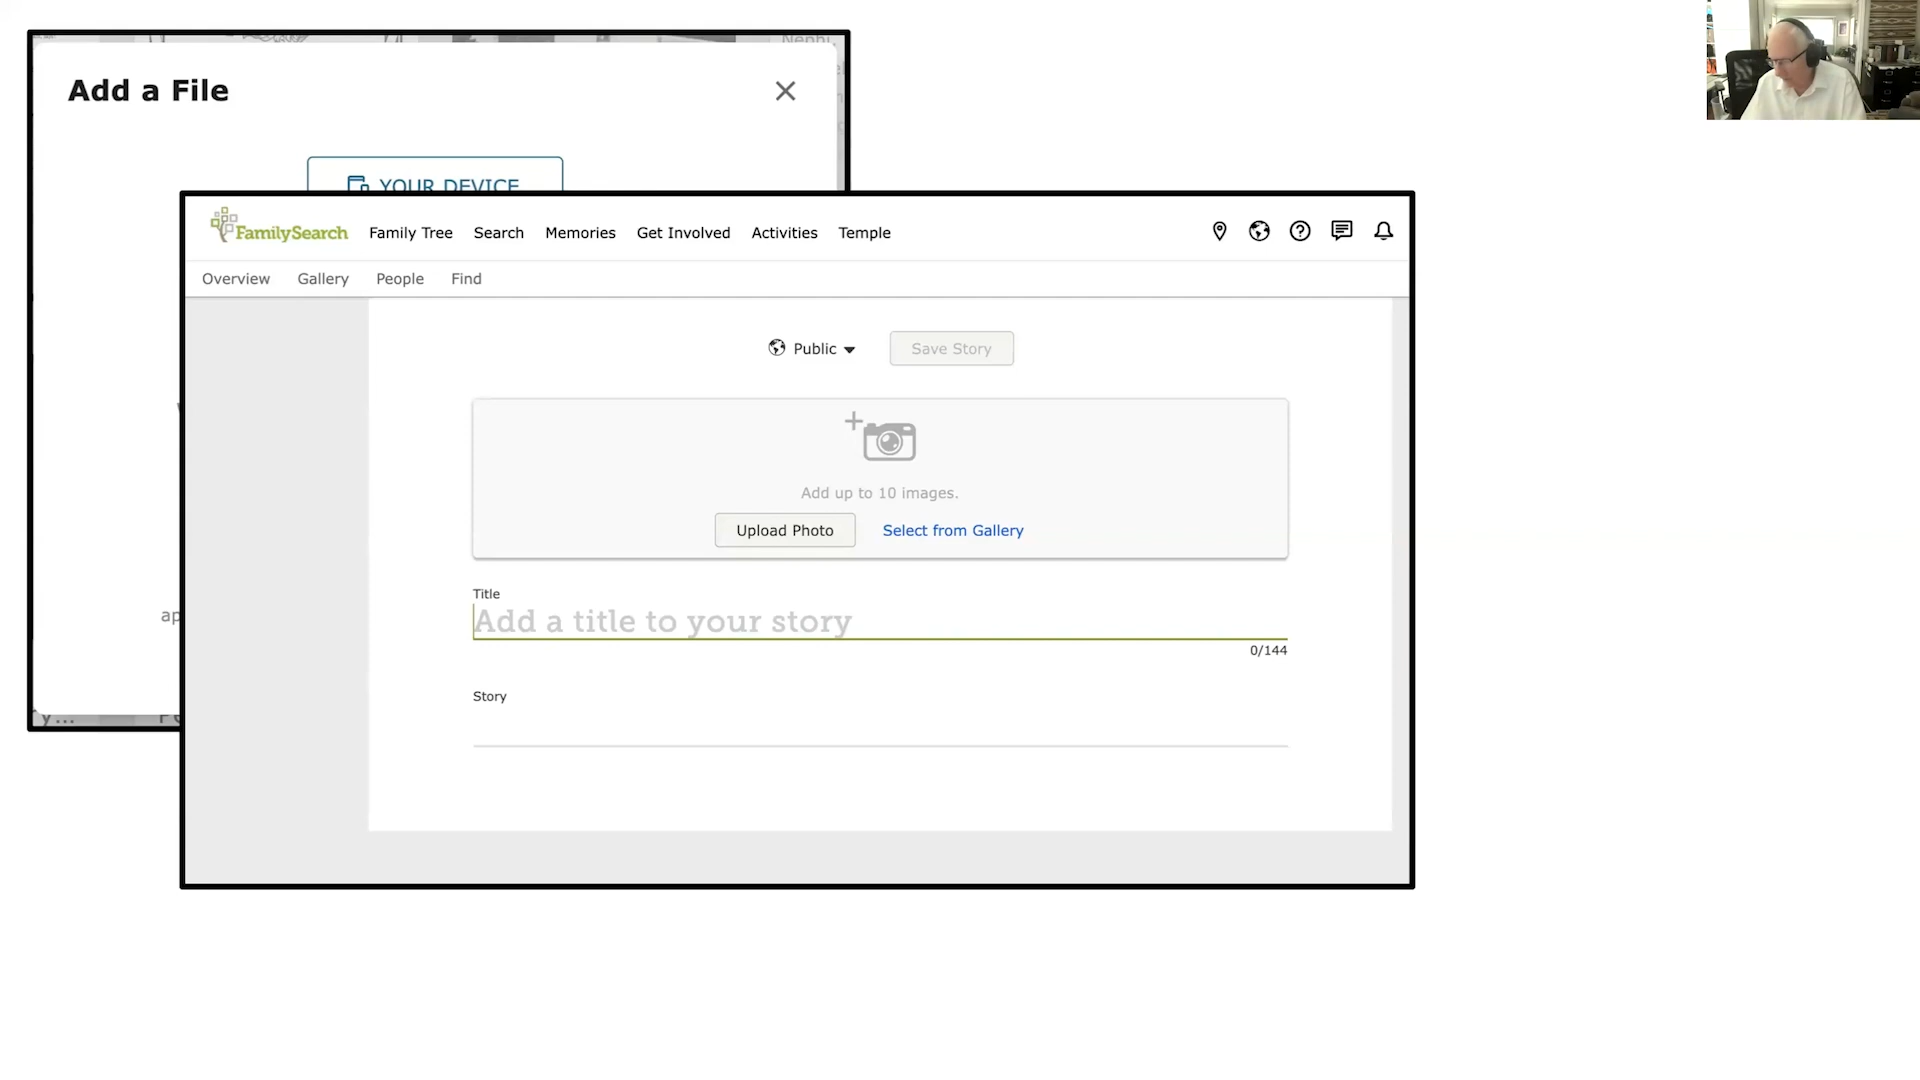 Add a File
YOUR DEVICE
FamilySearch Family Tree Search Memories Get Involved Activities Temple
Overview Gallery People Find
Public Save Story
Add up to 10 images.
Upload Photo Select from Gallery
Title
Add a title to your story
0/144
Story
ap